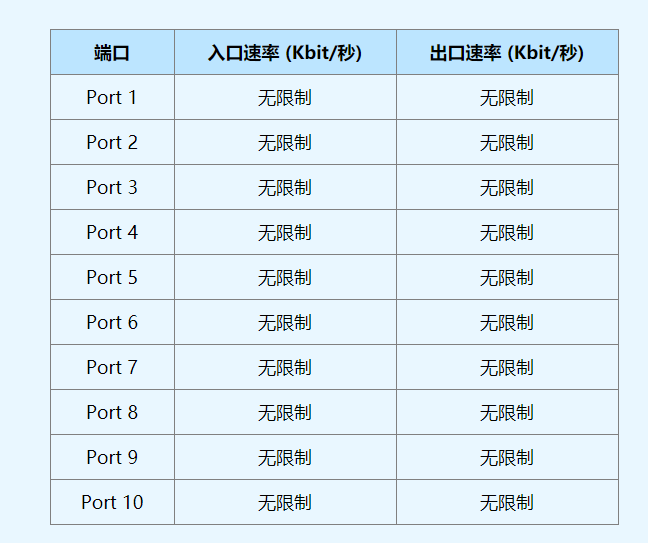 端口 入口速率 (Kbit/秒) 出口速率 (Kbit/秒)
Port 1 无限制 无限制
Port 2 无限制 无限制
Port 3 无限制 无限制
Port 4 无限制 无限制
Port 5 无限制 无限制
Port 6 无限制 无限制
Port 7 无限制 无限制
Port 8 无限制 无限制
Port 9 无限制 无限制
Port 10 无限制 无限制